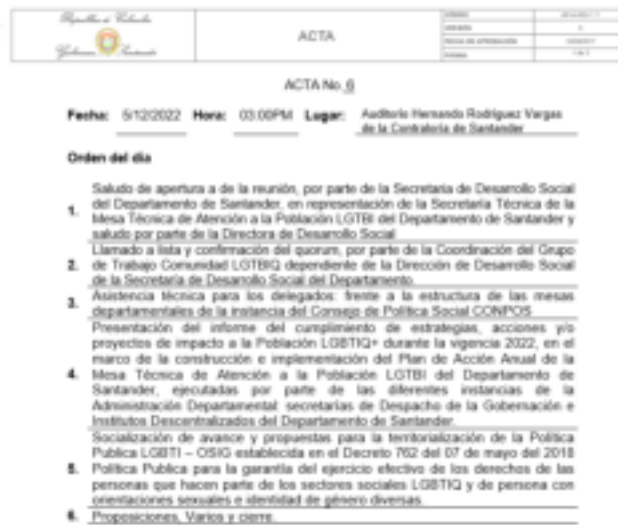 República de Colombia
Gobernación de Santander
ACTA
ACTA No. 6
Fecha: 5/12/2022 Hora: 03:00PM Lugar: Auditorio Hernando Rodríguez Vargas
de la Contraloría de Santander
Orden del día
Saludo de apertura a de la reunión, por parte de la Secretaría de Desarrollo Social
del Departamento de Santander, en representación de la Secretaría Técnica de la
1. Mesa Técnica de Atención a la Población LGTBI del Departamento de Santander y
saludo por parte de la Directora de Desarrollo Social
Llamado a lista y confirmación del quorum, por parte de la Coordinación del Grupo
2. de Trabajo Comunidad LGTBIQ dependiente de la Dirección de Desarrollo Social
de la Secretaría de Desarrollo Social del Departamento.
3. Asistencia técnica para los delegados: frente a la estructura de las mesas
departamentales de la instancia del Consejo de Política Social CONPOS
Presentación del informe del cumplimiento de estrategias, acciones y/o
proyectos de impacto a la Población LGBTIQ+ durante la vigencia 2022, en el
marco de la construcción e implementación del Plan de Acción Anual de la
4. Mesa Técnica de Atención a la Población LGTBI del Departamento de
Santander, ejecutadas por parte de las diferentes instancias de la
Administración Departamental: secretarías de Despacho de la Gobernación e
Institutos Descentralizados del Departamento de Santander.
Socialización de avance y propuestas para la territorialización de la Política
Publica LGBTI – OSIG establecida en el Decreto 762 del 07 de mayo del 2018
5. Política Publica para la garantía del ejercicio efectivo de los derechos de las
personas que hacen parte de los sectores sociales LGBTIQ y de persona con
orientaciones sexuales e identidad de género diversas.
6. Proposiciones, Varios y cierre.